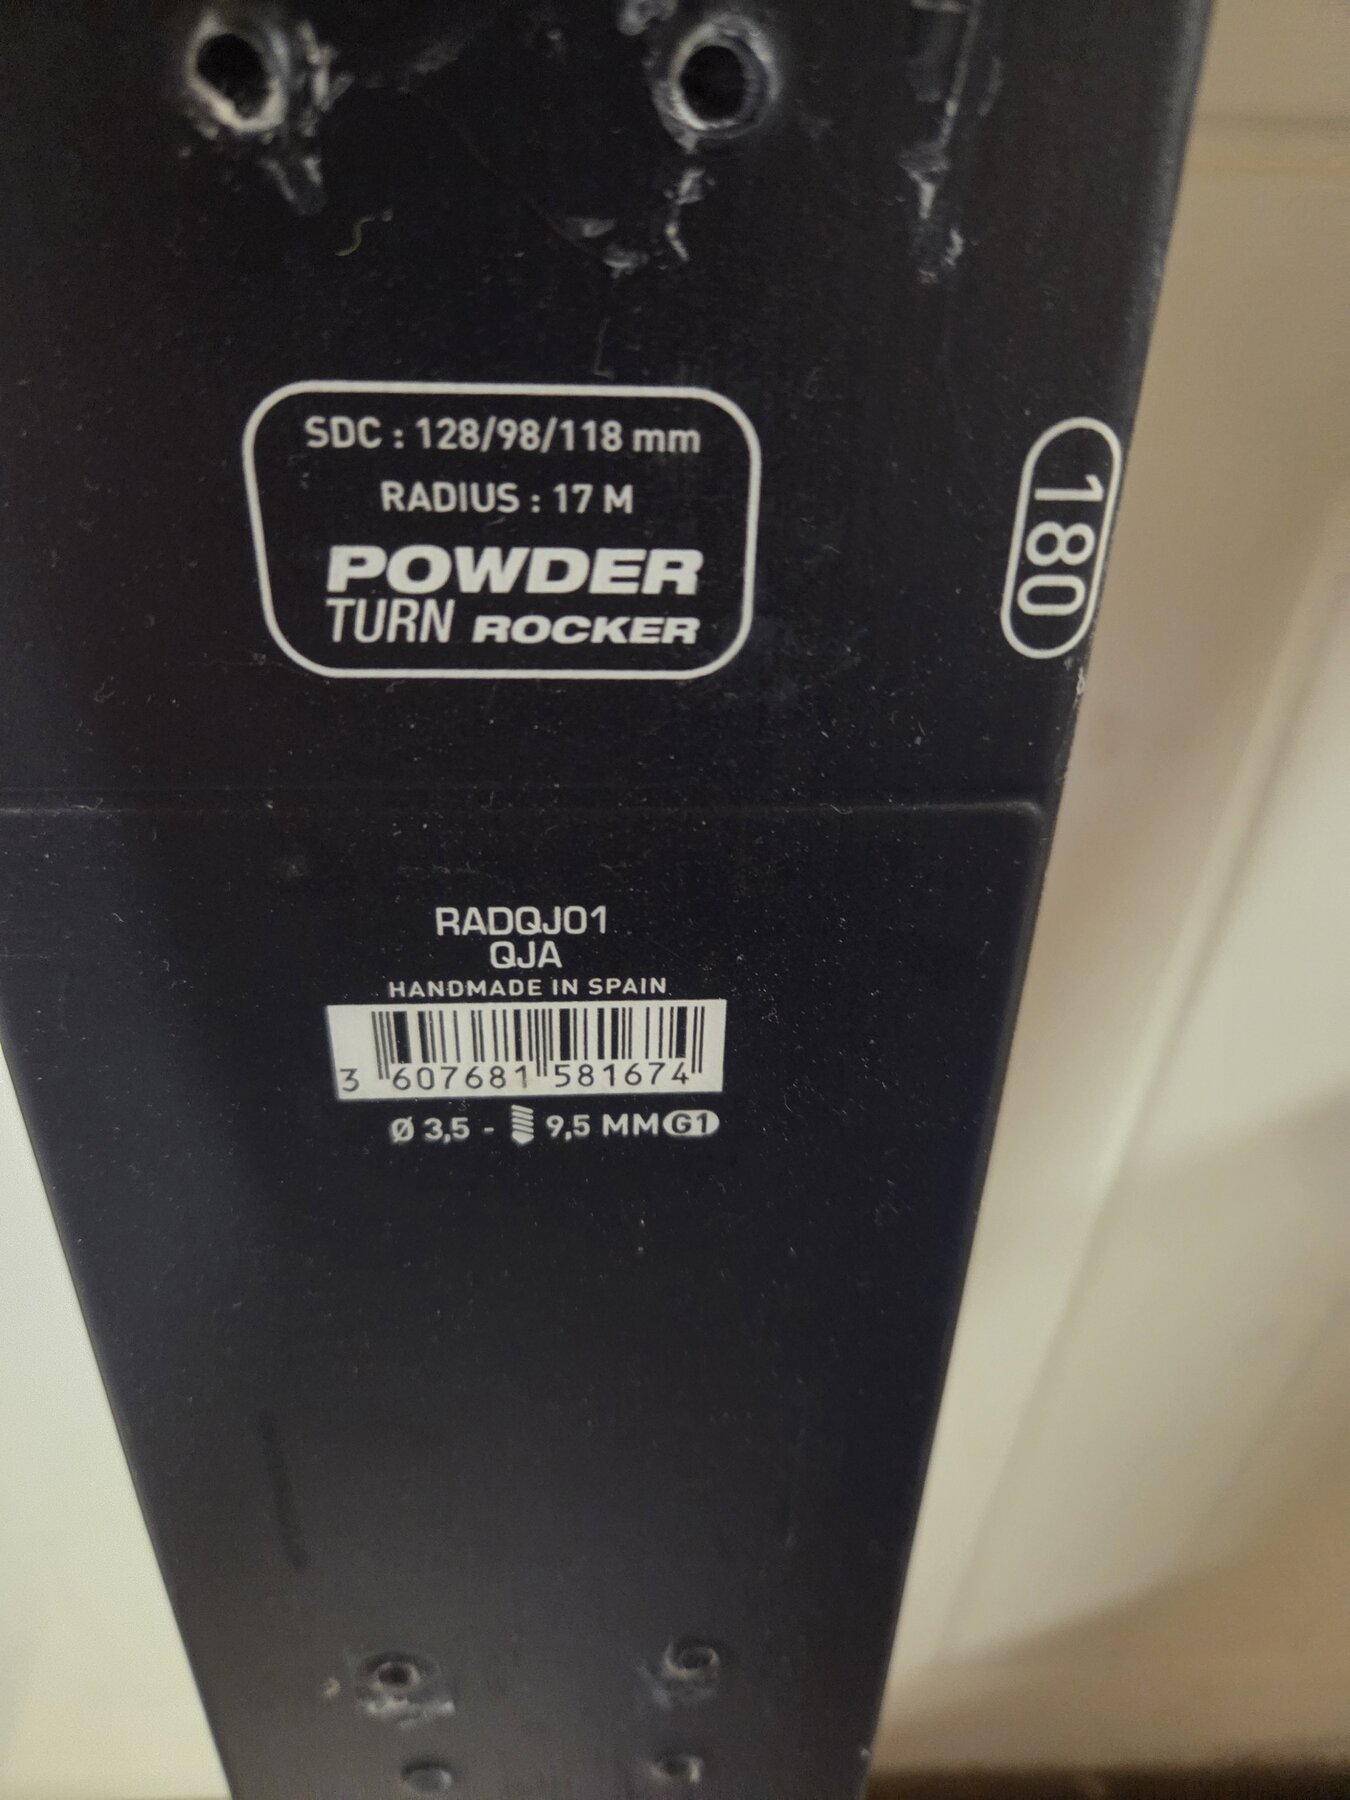 SDC : 128/98/118 mm
RADIUS : 17 M
POWDER
TURN ROCKER
180
RADQJ01
QJA
HANDMADE IN SPAIN
3 607681 581674
Ø 3,5 - 9,5 MM G1